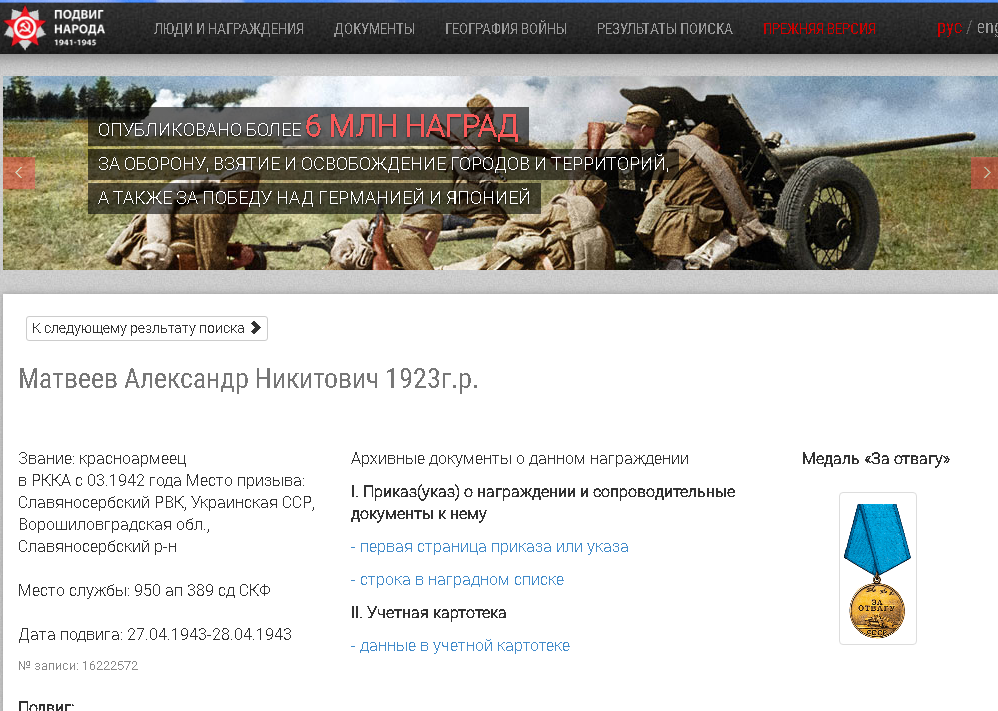 ПОДВИГ
НАРОДА
1941-1945
ЛЮДИ И НАГРАЖДЕНИЯ ДОКУМЕНТЫ ГЕОГРАФИЯ ВОЙНЫ РЕЗУЛЬТАТЫ ПОИСКА ПРЕЖНЯЯ ВЕРСИЯ рус / eng
ОПУБЛИКОВАНО БОЛЕЕ 6 МЛН НАГРАД
ЗА ОБОРОНУ, ВЗЯТИЕ И ОСВОБОЖДЕНИЕ ГОРОДОВ И ТЕРРИТОРИЙ,
А ТАКЖЕ ЗА ПОБЕДУ НАД ГЕРМАНИЕЙ И ЯПОНИЕЙ
К следующему резльтату поиска
Матвеев Александр Никитович 1923г.р.
Звание: красноармеец
в РККА с 03.1942 года Место призыва:
Славяносербский РВК, Украинская ССР,
Ворошиловградская обл.,
Славяносербский р-н
Место службы: 950 ап 389 сд СКФ
Дата подвига: 27.04.1943-28.04.1943
№ записи: 16222572
Подвиг:
Архивные документы о данном награждении
I. Приказ(указ) о награждении и сопроводительные
документы к нему
- первая страница приказа или указа
- строка в наградном списке
II. Учетная картотека
- данные в учетной картотеке
Медаль «За отвагу»
ЗА
ОТВАГУ
СССР